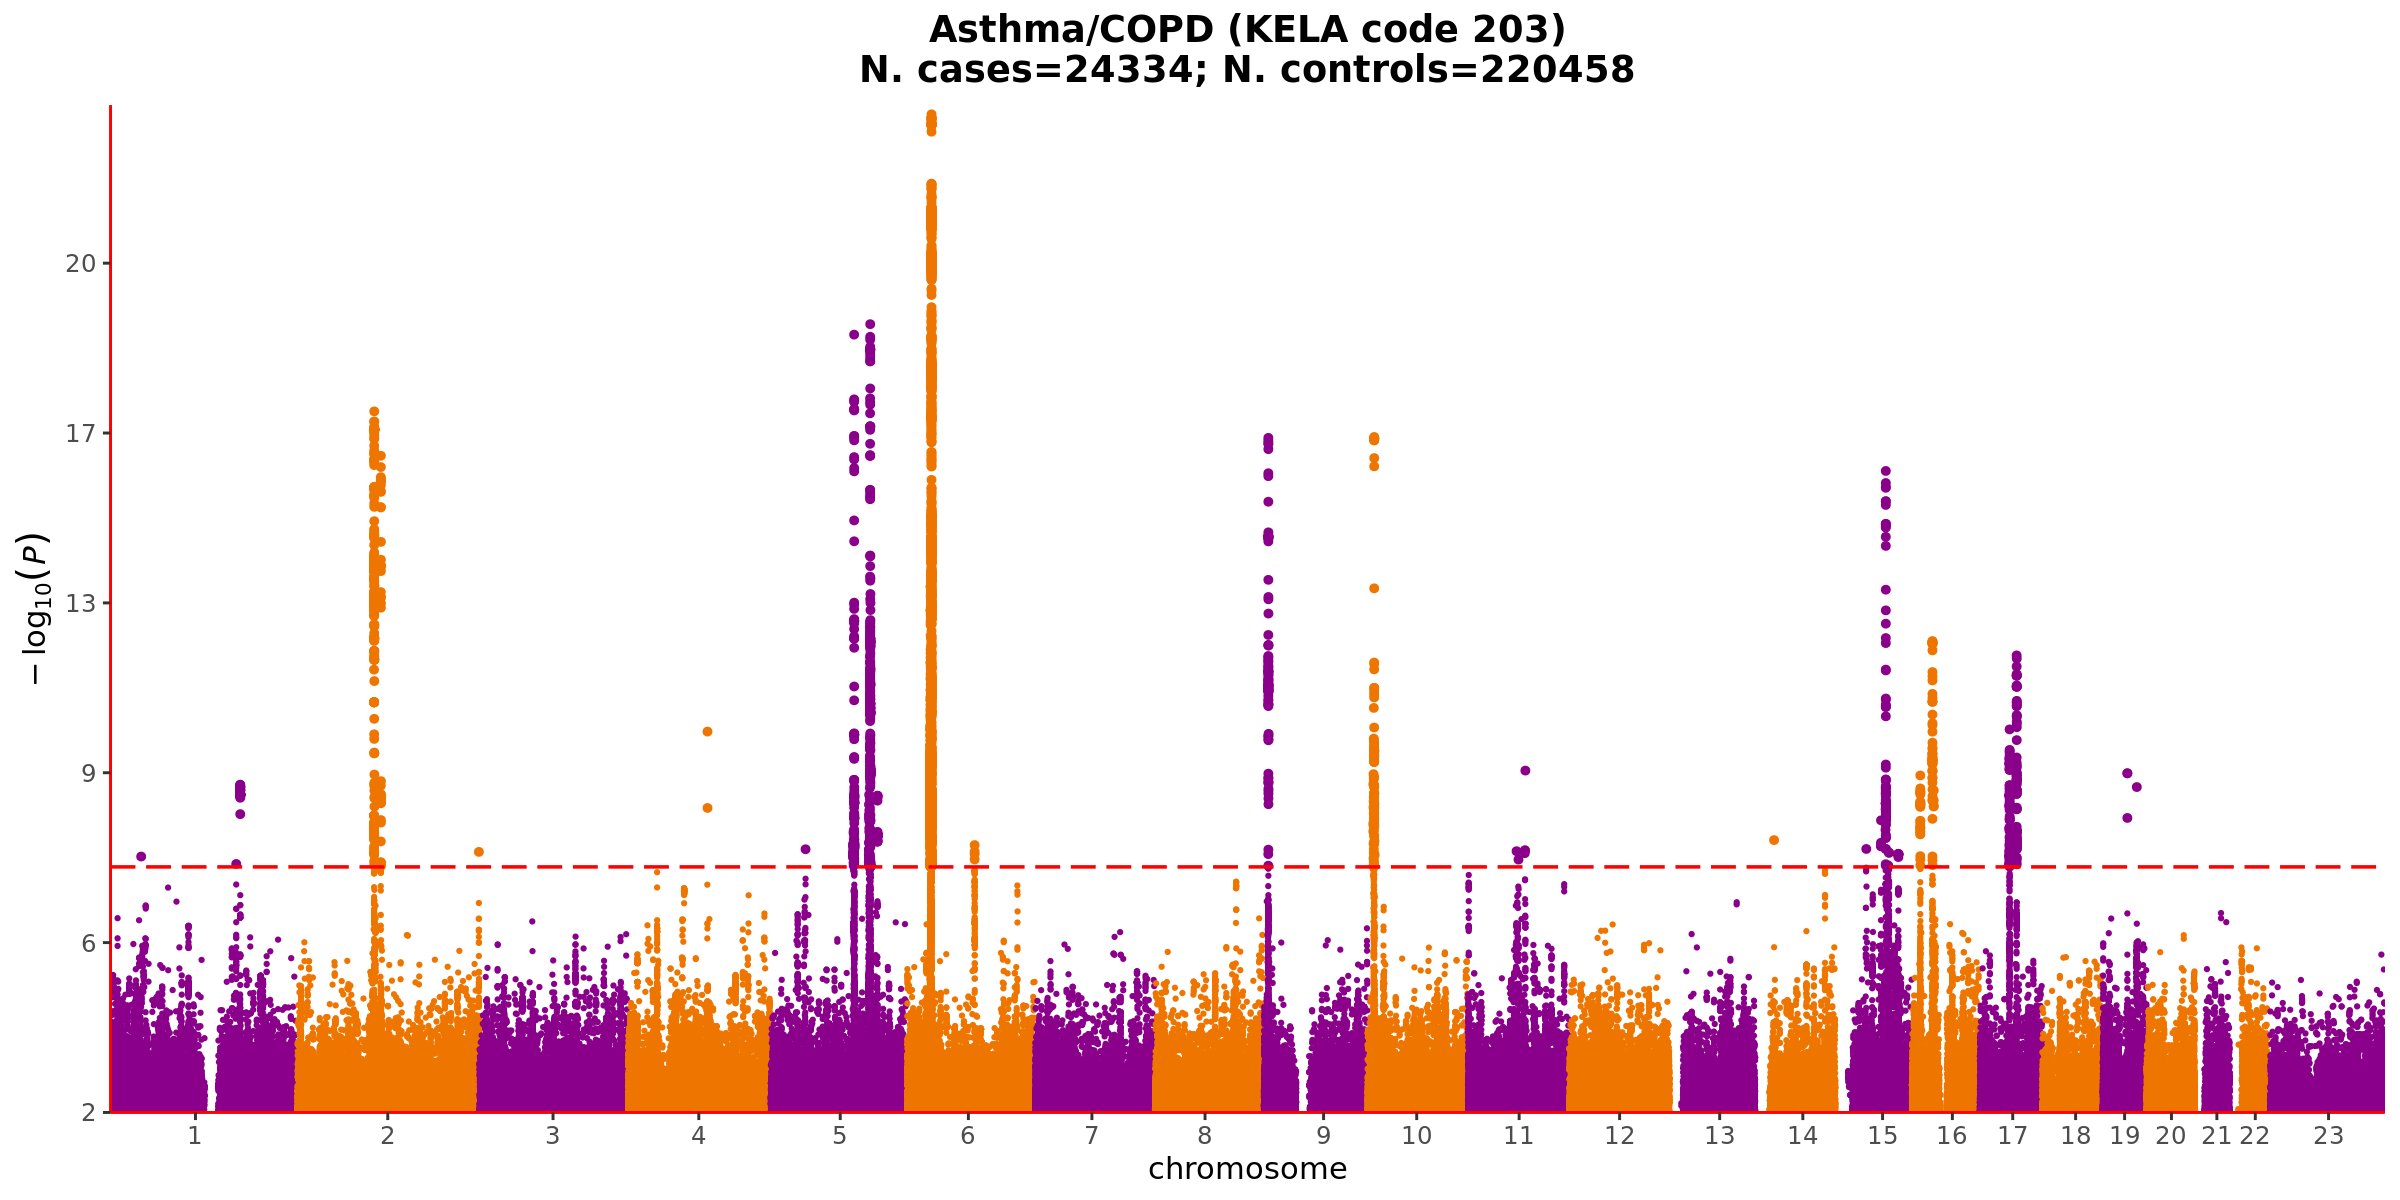 Asthma/COPD (KELA code 203)
N. cases=24334; N. controls=220458
−log₁₀(P)
20
17
13
9
6
2
1 2 3 4 5 6 7 8 9 10 11 12 13 14 15 16 17 18 19 20 21 22 23
chromosome